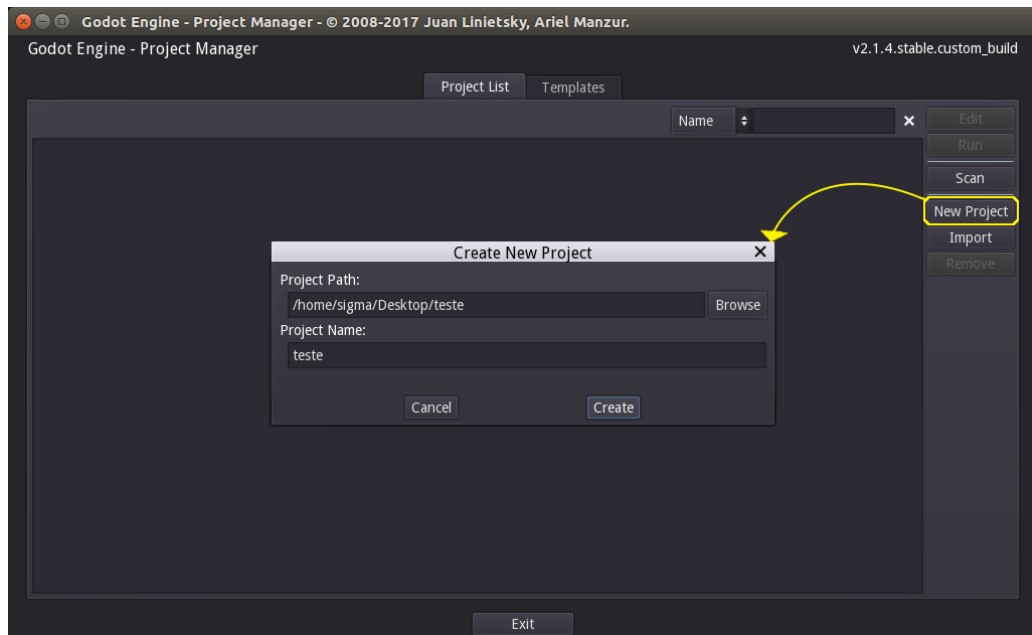 Godot Engine - Project Manager - © 2008-2017 Juan Linietsky, Ariel Manzur.
Godot Engine - Project Manager v2.1.4.stable.custom_build
Project List Templates
Name Edit
Run
Scan
New Project
Import
Remove
Create New Project
Project Path:
/home/sigma/Desktop/teste Browse
Project Name:
teste
Cancel Create
Exit